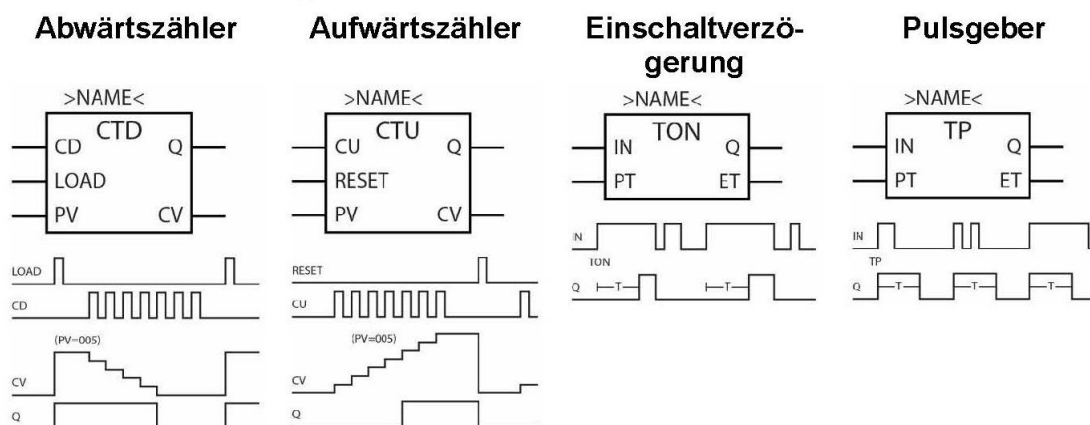 Abwärtszähler
>NAME<
CTD
CD Q
LOAD
PV CV
LOAD
CD
(PV=005)
CV
Q
Aufwärtszähler
>NAME<
CTU
CU Q
RESET
PV CV
RESET
CU
(PV=005)
CV
Q
Einschaltverzö-
gerung
>NAME<
TON
IN Q
PT ET
IN
TON
Q T T
Pulsgeber
>NAME<
TP
IN Q
PT ET
IN
TP
Q T T T